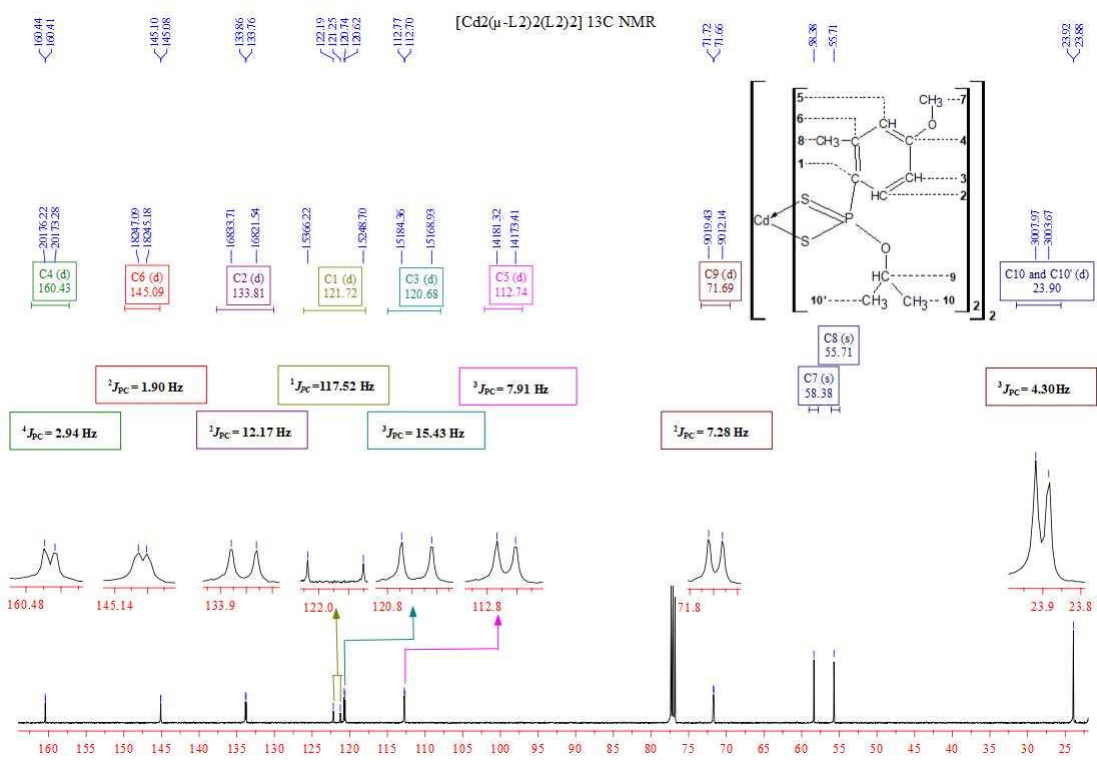 [Cd2(μ-L2)2(L2)2] 13C NMR
160.44
160.41
145.10
145.08
133.86
133.76
122.19
121.25
120.74
120.62
112.77
112.70
71.72
71.66
58.38
55.71
23.92
23.88
20176.22
20173.28
18247.09
18245.18
16833.71
16821.54
15366.22
15248.70
15184.36
15168.93
14181.32
14173.41
9019.43
9012.14
3007.97
3003.67
C4 (d)
160.43
C6 (d)
145.09
C2 (d)
133.81
C1 (d)
121.72
C3 (d)
120.68
C5 (d)
112.74
C9 (d)
71.69
C10 and C10' (d)
23.90
5
CH3
7
6
CH
O
8
CH3
C
C
4
1
C
CH
3
HC
2
S
Cd
P
S
O
CH
9
10'
CH3
CH3
10
2
2
C8 (s)
55.71
C7 (s)
58.38
²JPC = 1.90 Hz
¹JPC =117.52 Hz
³JPC = 7.91 Hz
³JPC = 4.30Hz
⁴JPC = 2.94 Hz
²JPC = 12.17 Hz
³JPC = 15.43 Hz
²JPC = 7.28 Hz
160.48
145.14
133.9
122.0
120.8
112.8
71.8
23.9 23.8
160 155 150 145 140 135 130 125 120 115 110 105 100 95 90 85 80 75 70 65 60 55 50 45 40 35 30 25